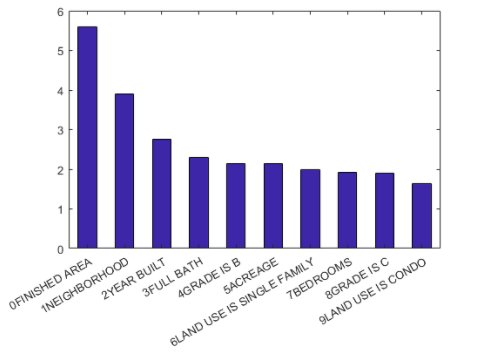 6
5
4
3
2
1
0
0FINISHED AREA
1NEIGHBORHOOD
2YEAR BUILT
3FULL BATH
4GRADE IS B
5ACREAGE
6LAND USE IS SINGLE FAMILY
7BEDROOMS
8GRADE IS C
9LAND USE IS CONDO